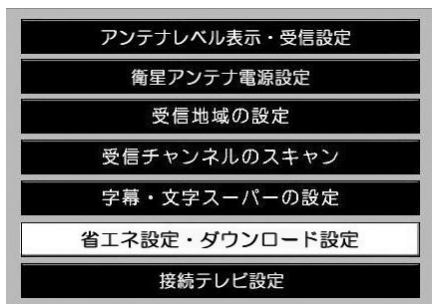 アンテナレベル表示・受信設定
衛星アンテナ電源設定
受信地域の設定
受信チャンネルのスキャン
字幕・文字スーパーの設定
省エネ設定・ダウンロード設定
接続テレビ設定